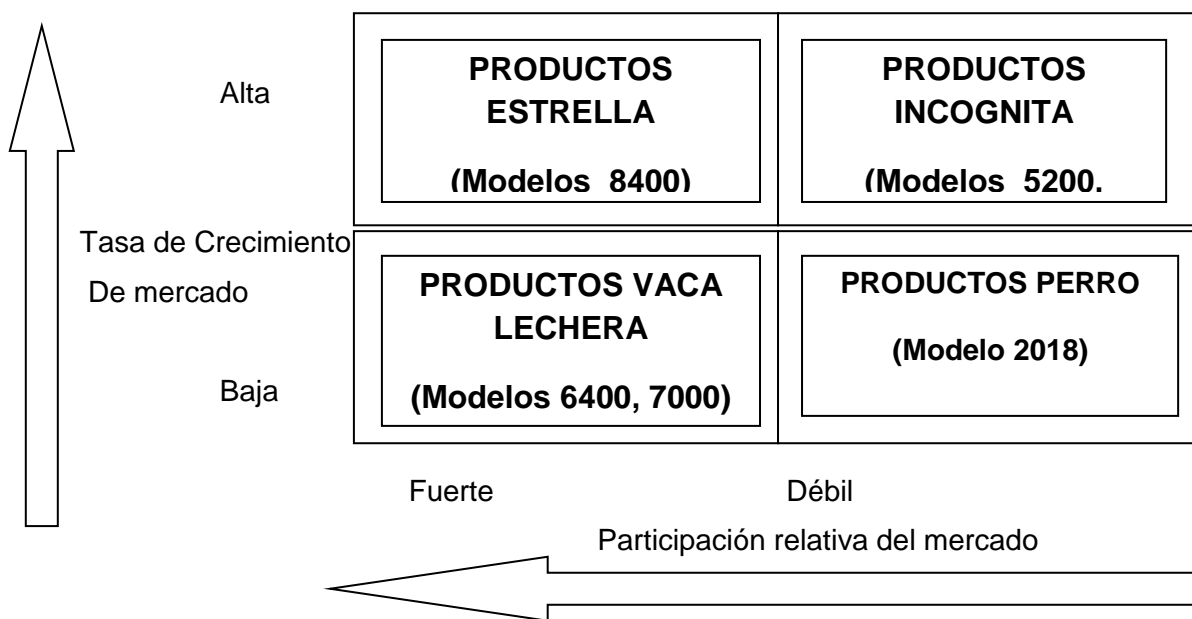 Alta
PRODUCTOS
ESTRELLA
(Modelos 8400)
PRODUCTOS
INCOGNITA
(Modelos 5200.
Tasa de Crecimiento
De mercado
Baja
PRODUCTOS VACA
LECHERA
(Modelos 6400, 7000)
PRODUCTOS PERRO
(Modelo 2018)
Fuerte
Débil
Participación relativa del mercado